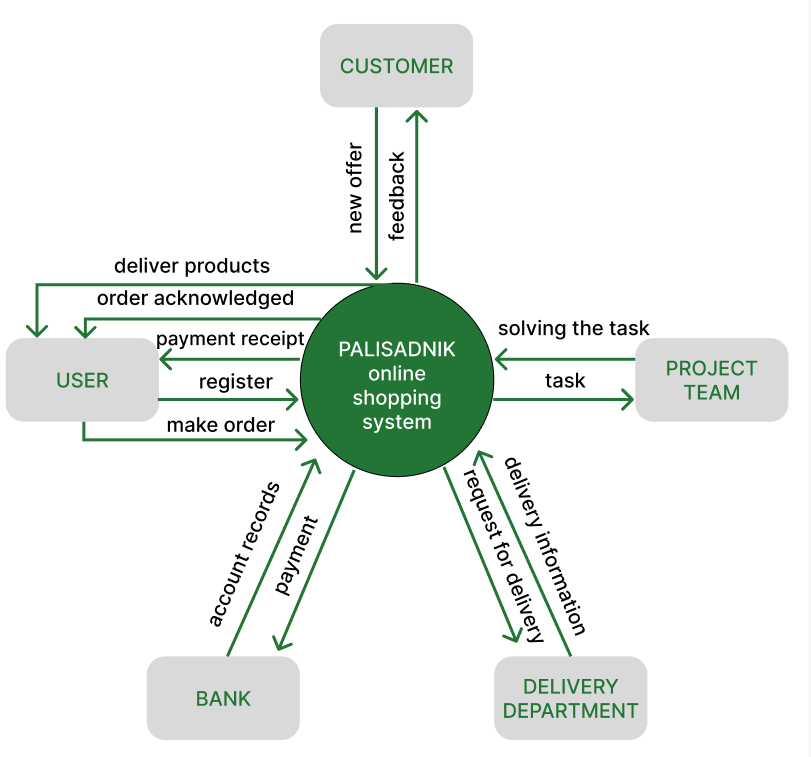 CUSTOMER
new offer
feedback
deliver products
order acknowledged
payment receipt
register
make order
USER
PALISADNIK
online
shopping
system
solving the task
task
PROJECT
TEAM
account records
payment
request for delivery
delivery information
BANK
DELIVERY
DEPARTMENT